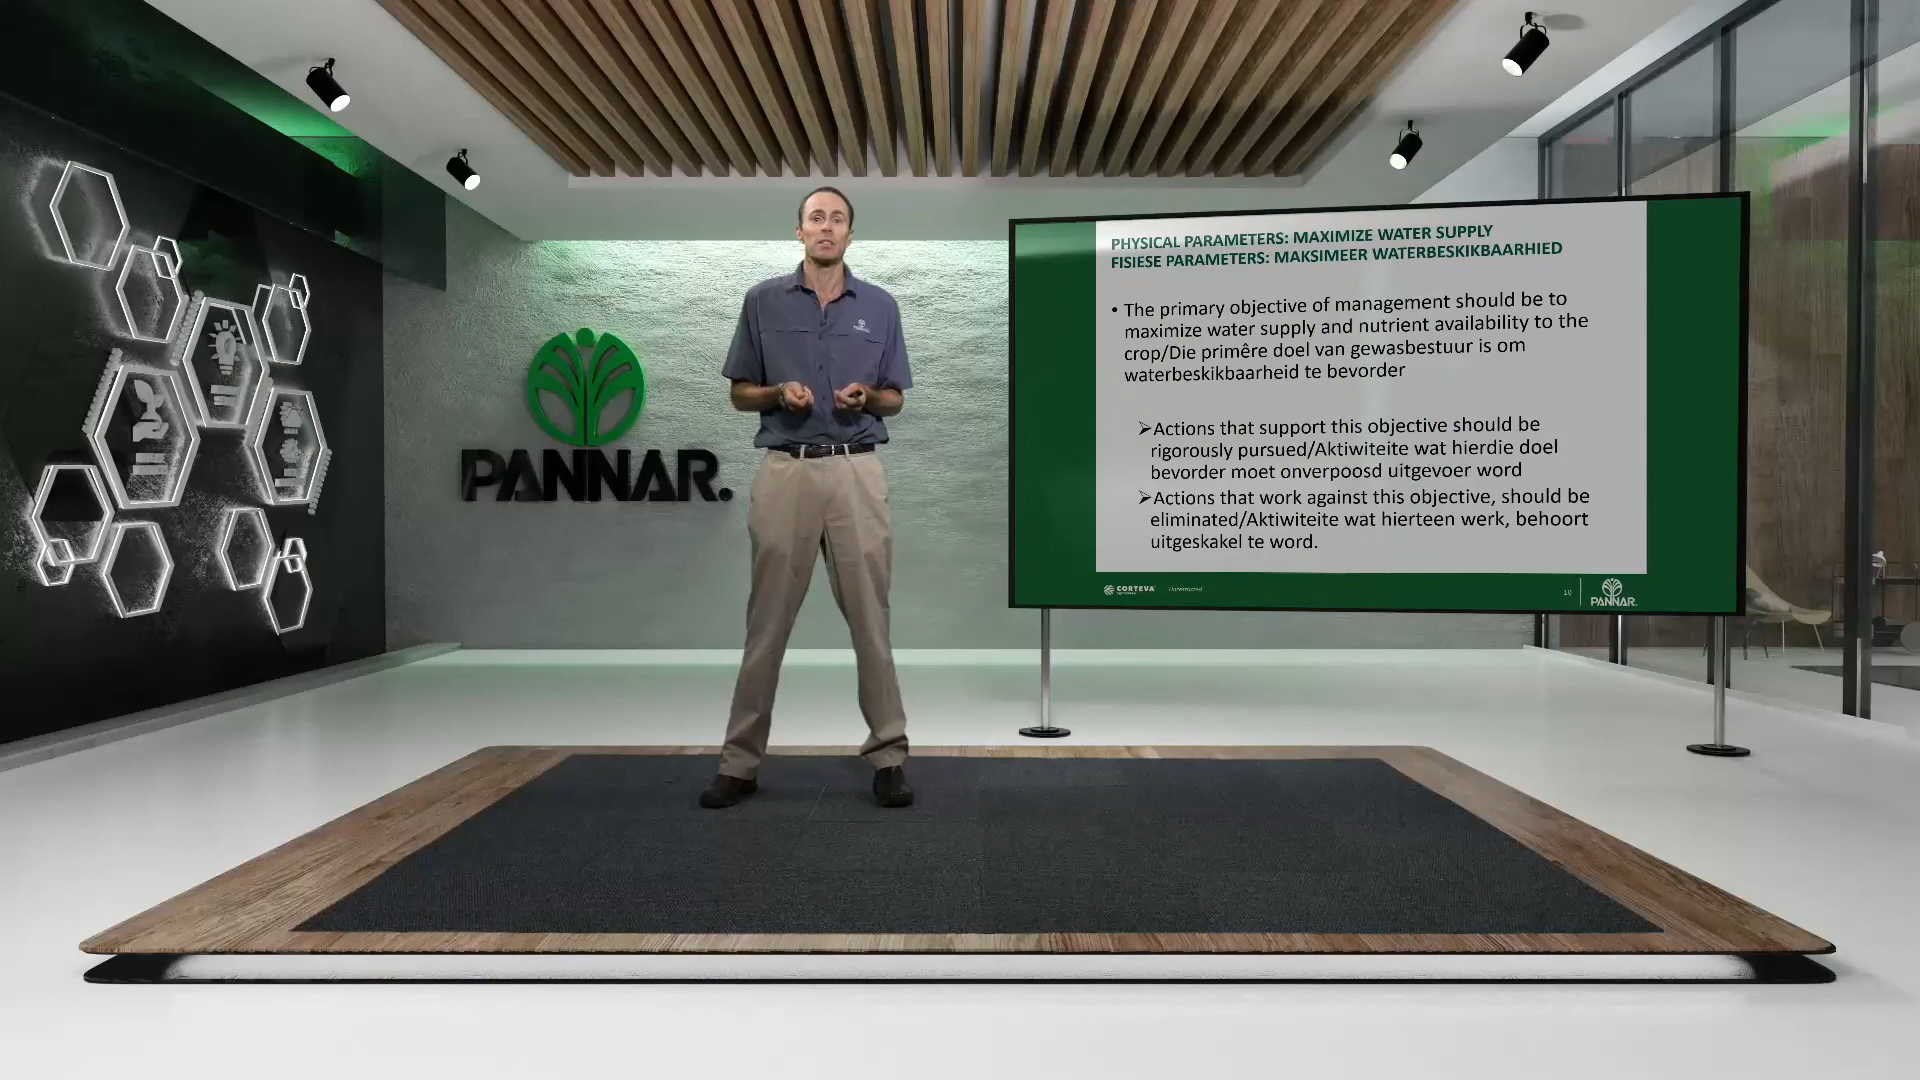 PANNAR.
PHYSICAL PARAMETERS: MAXIMIZE WATER SUPPLY
FISIESE PARAMETERS: MAKSIMEER WATERBESKIKBAARHIED
• The primary objective of management should be to
maximize water supply and nutrient availability to the
crop/Die primêre doel van gewasbestuur is om
waterbeskikbaarheid te bevorder
➢Actions that support this objective should be
rigorously pursued/Aktiwiteite wat hierdie doel
bevorder moet onverpoosd uitgevoer word
➢Actions that work against this objective, should be
eliminated/Aktiwiteite wat hierteen werk, behoort
uitgeskakel te word.
CORTEVA
Unrestricted
10
PANNAR.